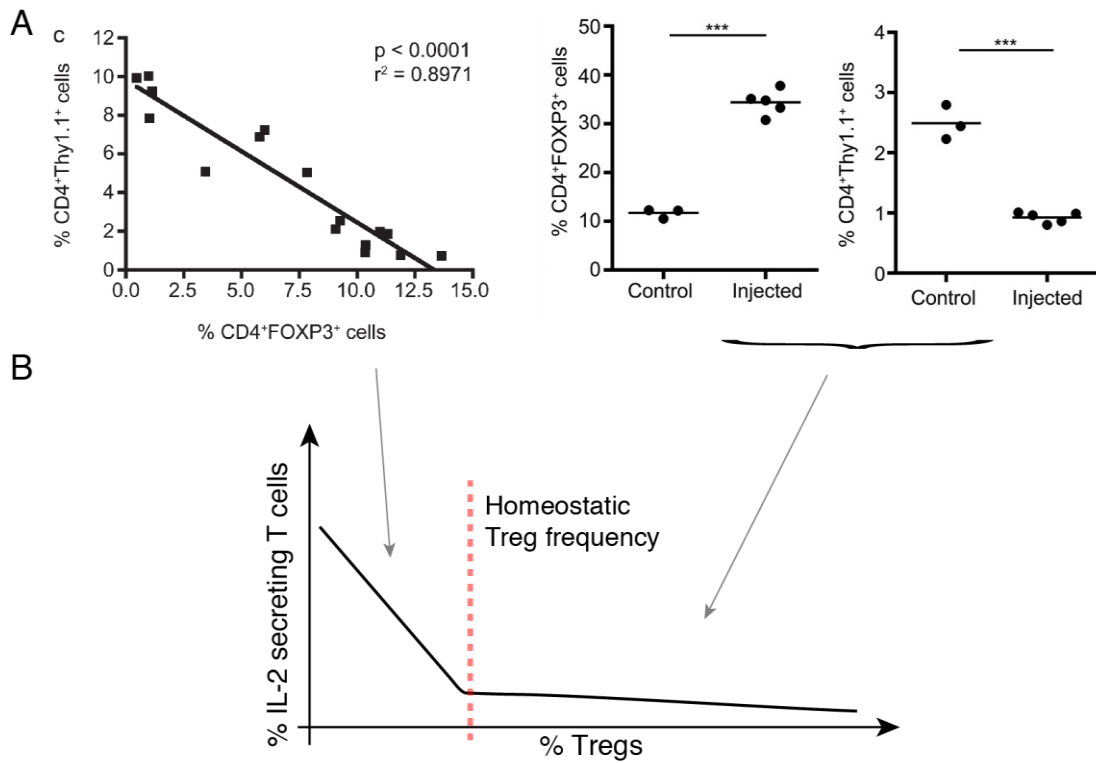 A
c
12
10
8
6
4
2
0
% CD4⁺Thy1.1⁺ cells
p < 0.0001
r² = 0.8971
0.0 2.5 5.0 7.5 10.0 12.5 15.0
% CD4⁺FOXP3⁺ cells
50
40
30
20
10
0
% CD4⁺FOXP3⁺ cells
***
Control Injected
4
3
2
1
0
% CD4⁺Thy1.1⁺ cells
***
Control Injected
B
% IL-2 secreting T cells
Homeostatic
Treg frequency
% Tregs